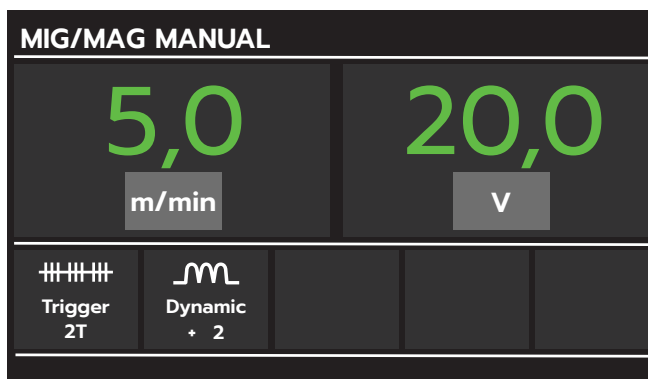 MIG/MAG MANUAL
5,0 20,0
m/min V
Trigger Dynamic
2T + 2